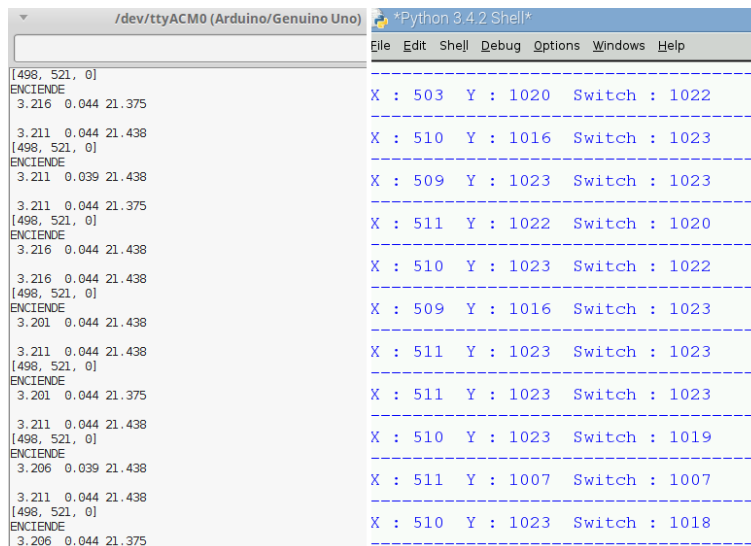 /dev/ttyACM0 (Arduino/Genuino Uno)
[498, 521, 0]
ENCIENDE
3.216 0.044 21.375
3.211 0.044 21.438
[498, 521, 0]
ENCIENDE
3.211 0.039 21.438
3.211 0.044 21.375
[498, 521, 0]
ENCIENDE
3.216 0.044 21.438
3.216 0.044 21.438
[498, 521, 0]
ENCIENDE
3.201 0.044 21.438
3.211 0.044 21.438
[498, 521, 0]
ENCIENDE
3.201 0.044 21.375
3.211 0.044 21.438
[498, 521, 0]
ENCIENDE
3.206 0.039 21.438
3.211 0.044 21.438
[498, 521, 0]
ENCIENDE
3.206 0.044 21.375
*Python 3.4.2 Shell*
File Edit Shell Debug Options Windows Help
X : 503 Y : 1020 Switch : 1022
X : 510 Y : 1016 Switch : 1023
X : 509 Y : 1023 Switch : 1023
X : 511 Y : 1022 Switch : 1020
X : 510 Y : 1023 Switch : 1022
X : 509 Y : 1016 Switch : 1023
X : 511 Y : 1023 Switch : 1023
X : 511 Y : 1023 Switch : 1023
X : 510 Y : 1023 Switch : 1019
X : 511 Y : 1007 Switch : 1007
X : 510 Y : 1023 Switch : 1018